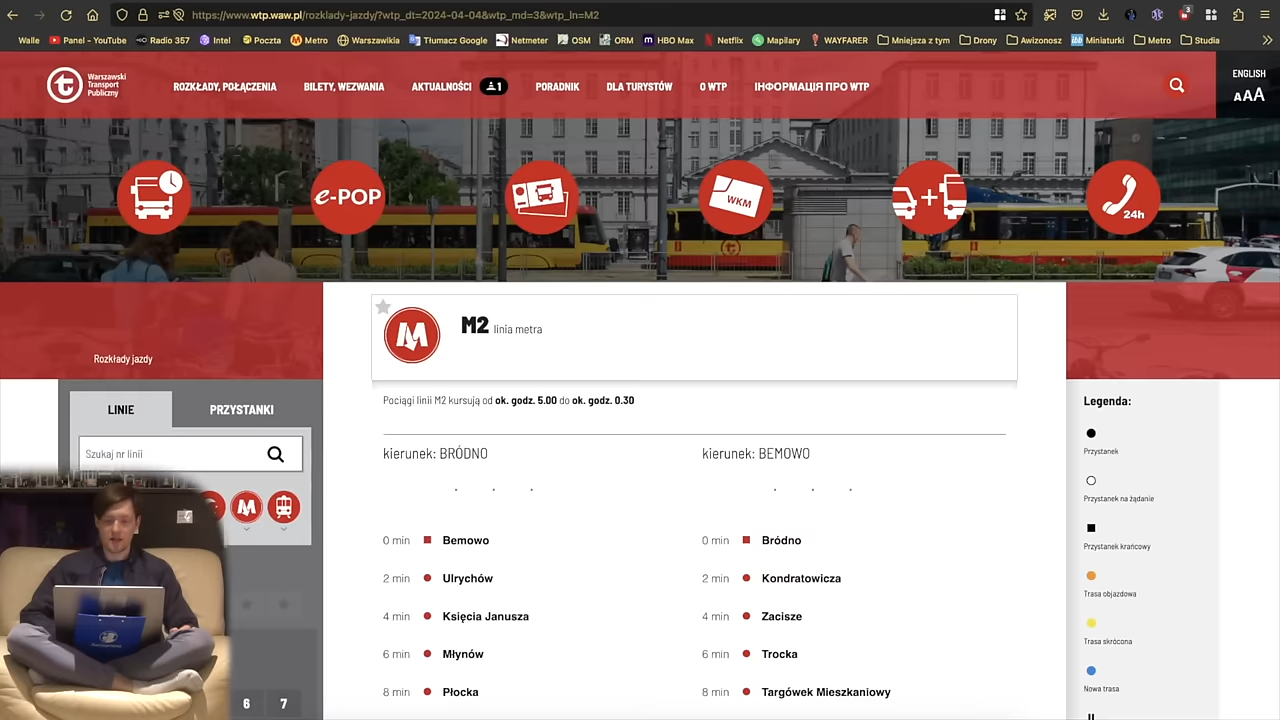 https://www.wtp.waw.pl/rozklady-jazdy/?wtp_dt=2024-04-04&wtp_md=3&wtp_ln=M2
Walle Panel - YouTube Radio 357 Intel Poczta Metro Warszawikia Tłumacz Google Netmeter OSM ORM HBO Max Netflix Mapilary WAYFARER Mniejsza z tym Drony Awizonosz Miniaturki Metro Studia
Warszawski
Transport
Publiczny
ROZKŁADY, POŁĄCZENIA BILETY, WEZWANIA AKTUALNOŚCI 1 PORADNIK DLA TURYSTÓW O WTP ІНФОРМАЦІЯ ПРО WTP
ENGLISH
AAA
e-POP
WKM
24h
M2 linia metra
Rozkłady jazdy
Pociągi linii M2 kursują od ok. godz. 5.00 do ok. godz. 0.30
LINIE PRZYSTANKI
Szukaj nr linii
6 7
kierunek: BRÓDNO
0 min Bemowo
2 min Ulrychów
4 min Księcia Janusza
6 min Młynów
8 min Płocka
kierunek: BEMOWO
0 min Bródno
2 min Kondratowicza
4 min Zacisze
6 min Trocka
8 min Targówek Mieszkaniowy
Legenda:
Przystanek
Przystanek na żądanie
Przystanek krańcowy
Trasa objazdowa
Trasa skrócona
Nowa trasa